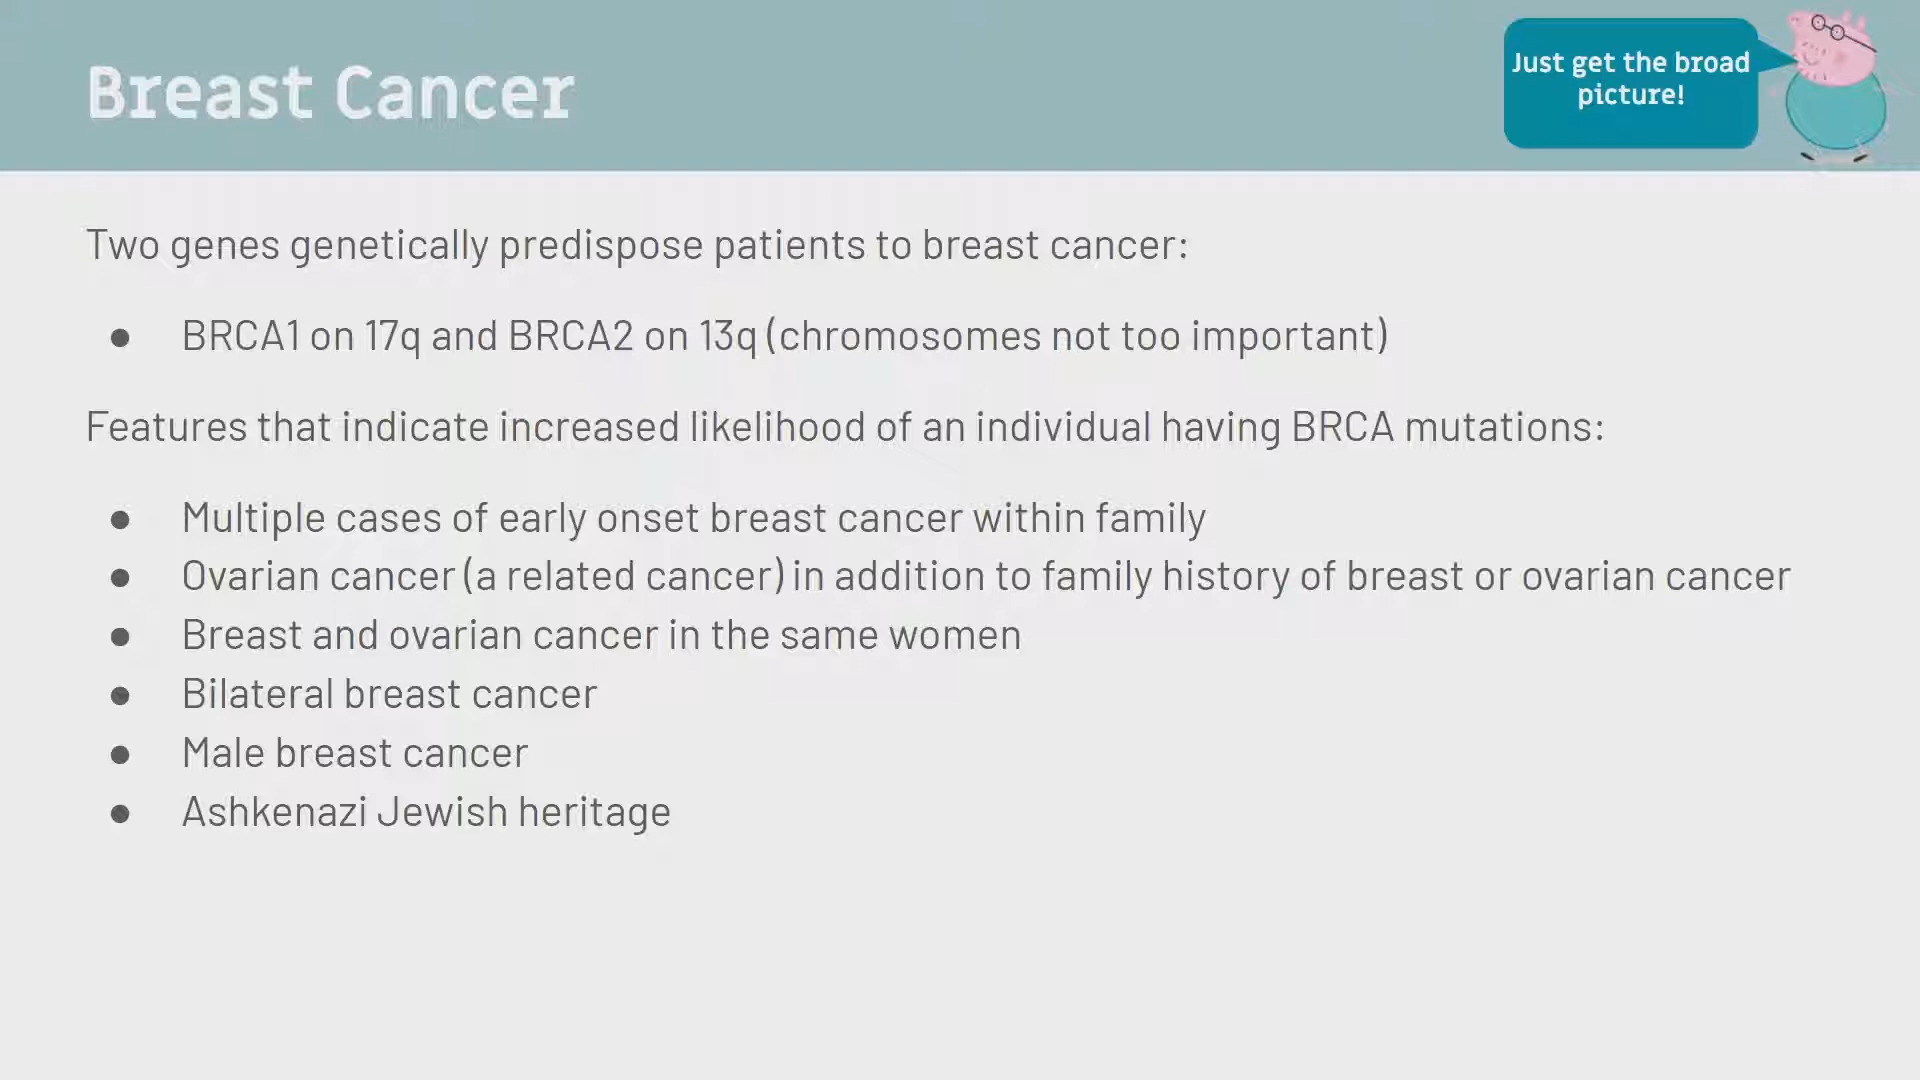 Breast Cancer
Just get the broad
picture!
Two genes genetically predispose patients to breast cancer:
● BRCA1 on 17q and BRCA2 on 13q (chromosomes not too important)
Features that indicate increased likelihood of an individual having BRCA mutations:
● Multiple cases of early onset breast cancer within family
● Ovarian cancer (a related cancer) in addition to family history of breast or ovarian cancer
● Breast and ovarian cancer in the same women
● Bilateral breast cancer
● Male breast cancer
● Ashkenazi Jewish heritage